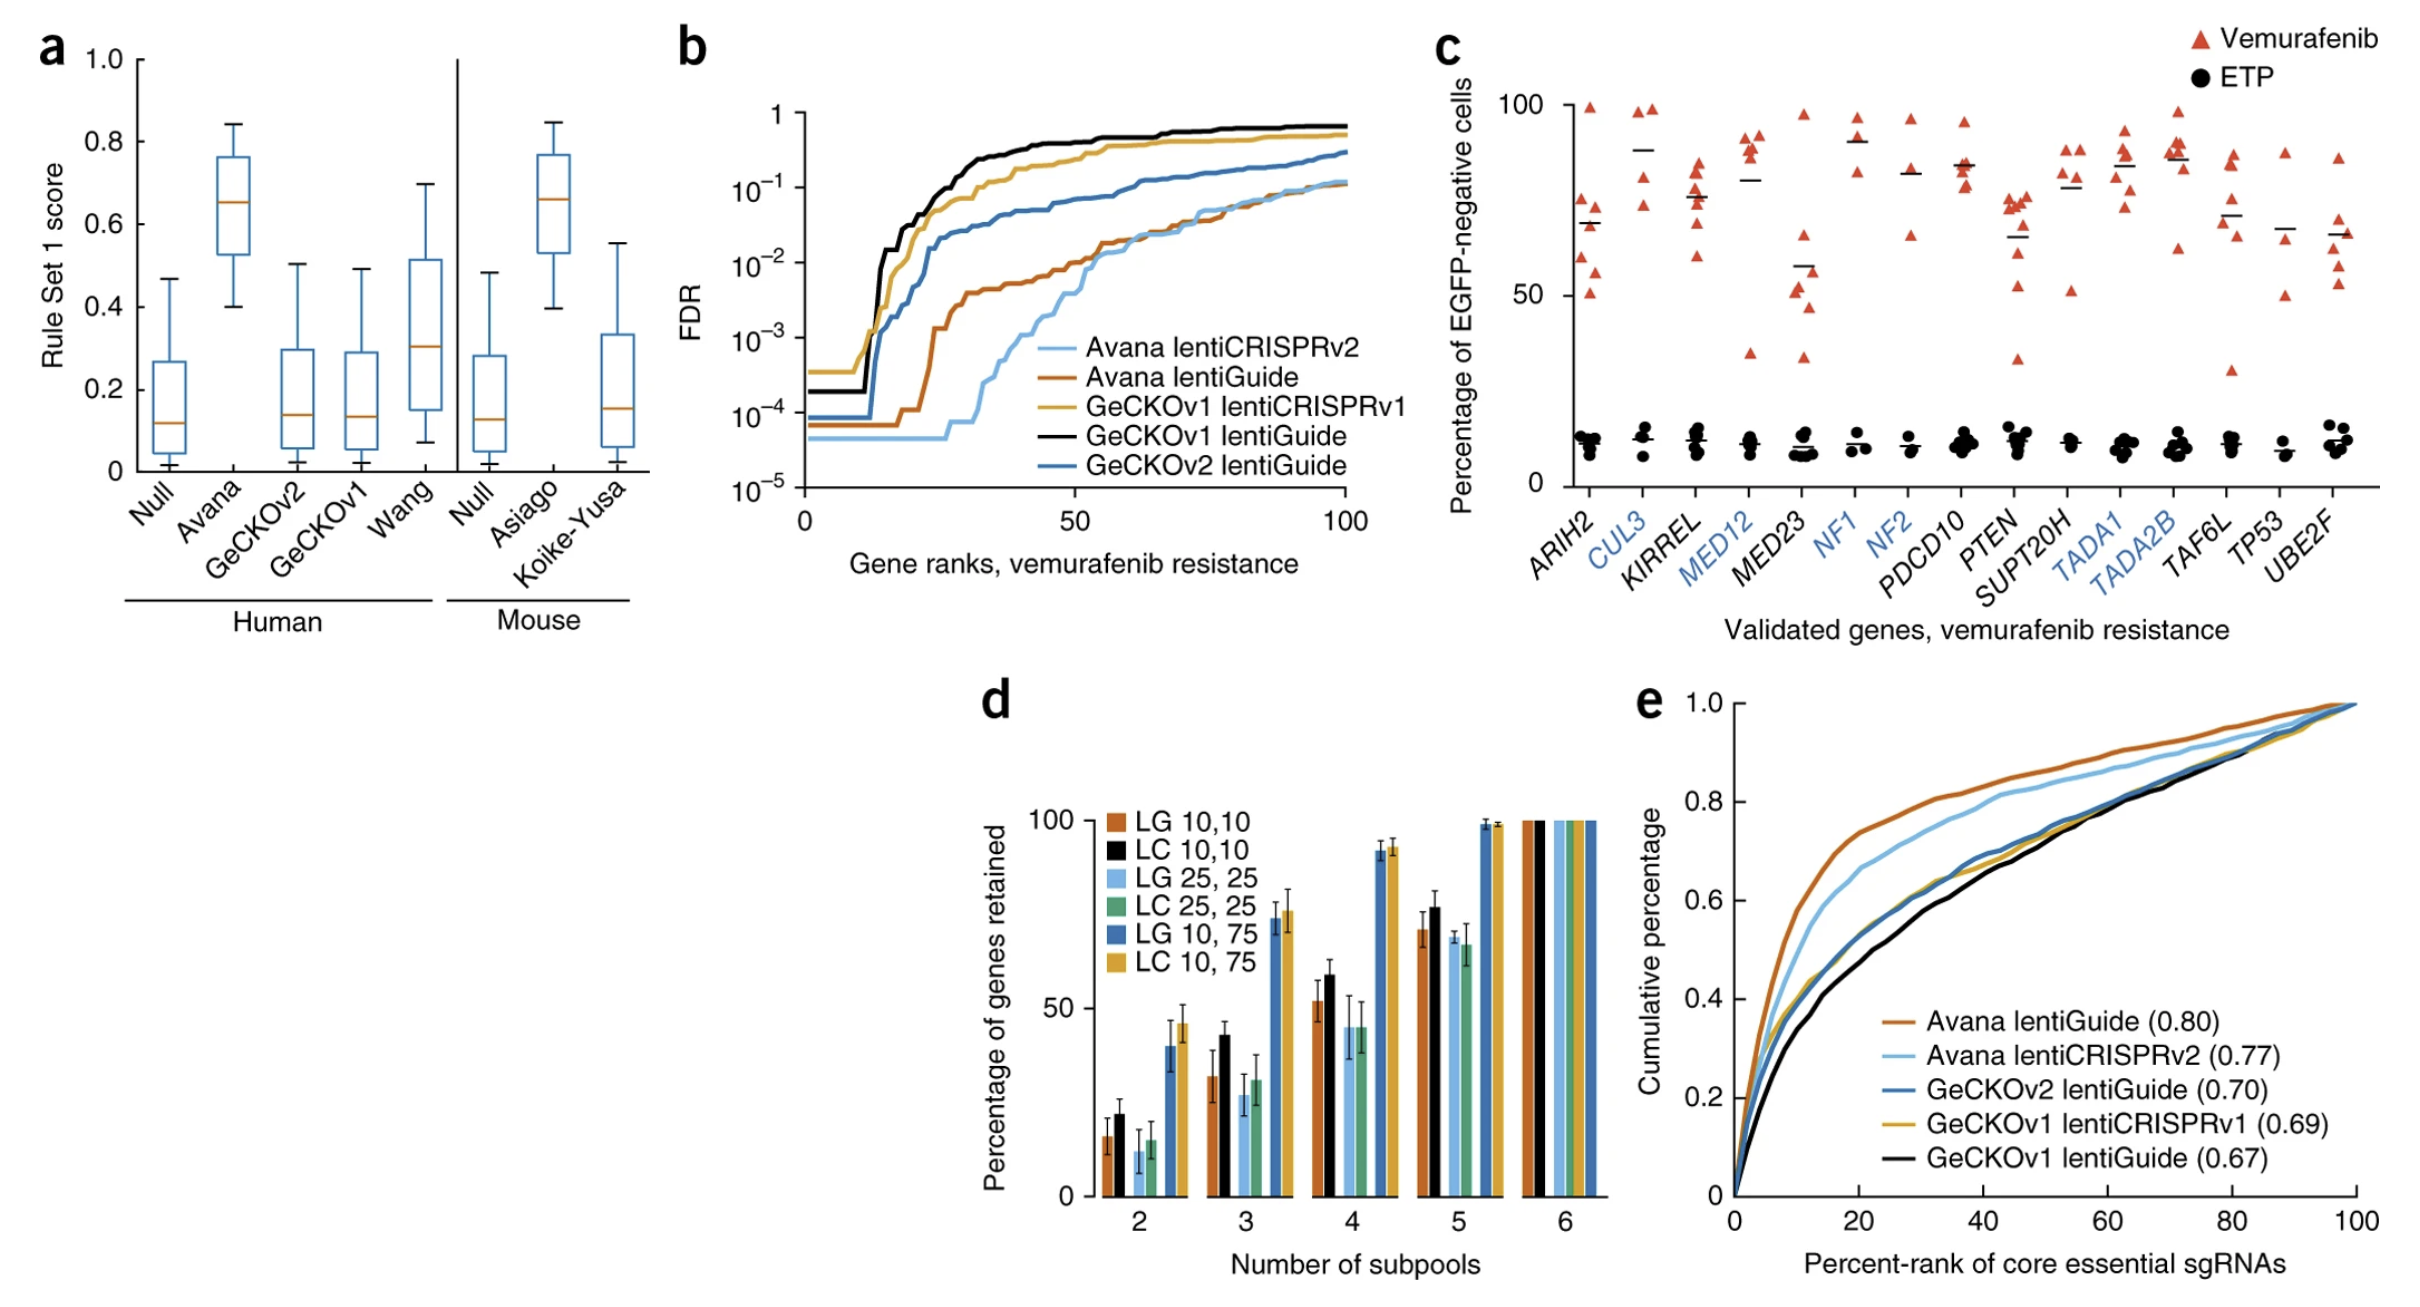 a
1.0
0.8
0.6
0.4
0.2
0
Rule Set 1 score
Null
Avana
GeCKOv2
GeCKOv1
Wang
Null
Asiago
Koike-Yusa
Human
Mouse
b
1
10−1
10−2
10−3
10−4
10−5
FDR
Avana lentiCRISPRv2
Avana lentiGuide
GeCKOv1 lentiCRISPRv1
GeCKOv1 lentiGuide
GeCKOv2 lentiGuide
0
50
100
Gene ranks, vemurafenib resistance
c
Vemurafenib
ETP
100
50
0
Percentage of EGFP-negative cells
ARIH2
CUL3
KIRREL
MED12
MED23
NF1
NF2
PDCD10
PTEN
SUPT20H
TADA1
TADA2B
TAF6L
TP53
UBE2F
Validated genes, vemurafenib resistance
d
100
50
0
Percentage of genes retained
LG 10,10
LC 10,10
LG 25, 25
LC 25, 25
LG 10, 75
LC 10, 75
2
3
4
5
6
Number of subpools
e
1.0
0.8
0.6
0.4
0.2
0
Cumulative percentage
Avana lentiGuide (0.80)
Avana lentiCRISPRv2 (0.77)
GeCKOv2 lentiGuide (0.70)
GeCKOv1 lentiCRISPRv1 (0.69)
GeCKOv1 lentiGuide (0.67)
0
20
40
60
80
100
Percent-rank of core essential sgRNAs